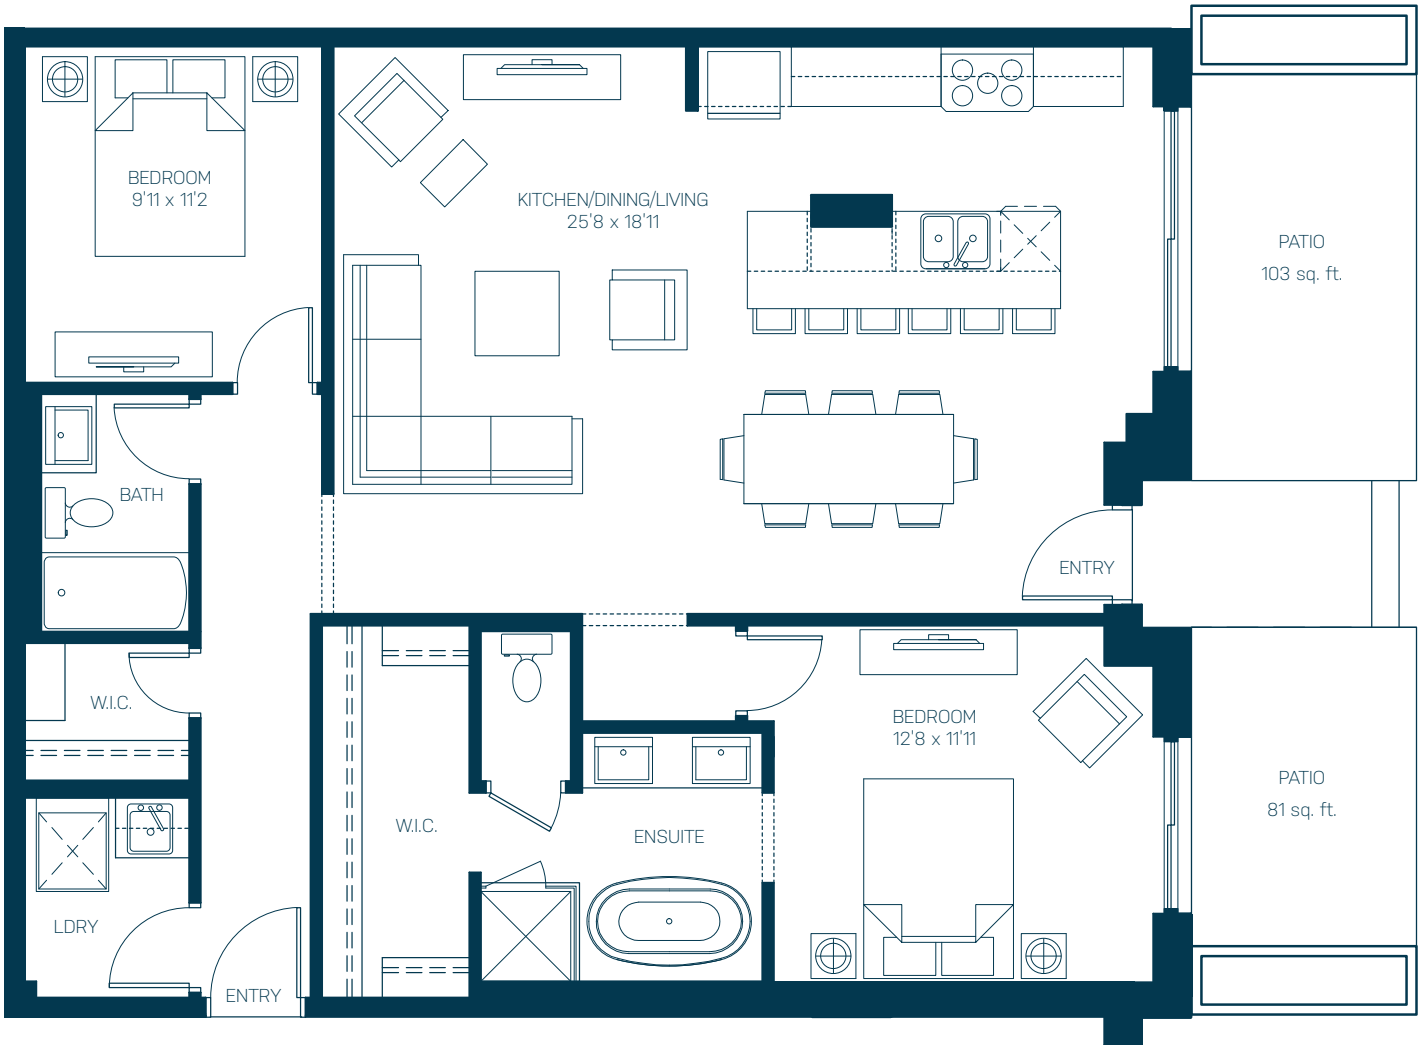 BEDROOM
9'11 x 11'2
KITCHEN/DINING/LIVING
25'8 x 18'11
PATIO
103 sq. ft.
BATH
ENTRY
W.I.C.
BEDROOM
12'8 x 11'11
PATIO
81 sq. ft.
W.I.C.
ENSUITE
LDRY
ENTRY